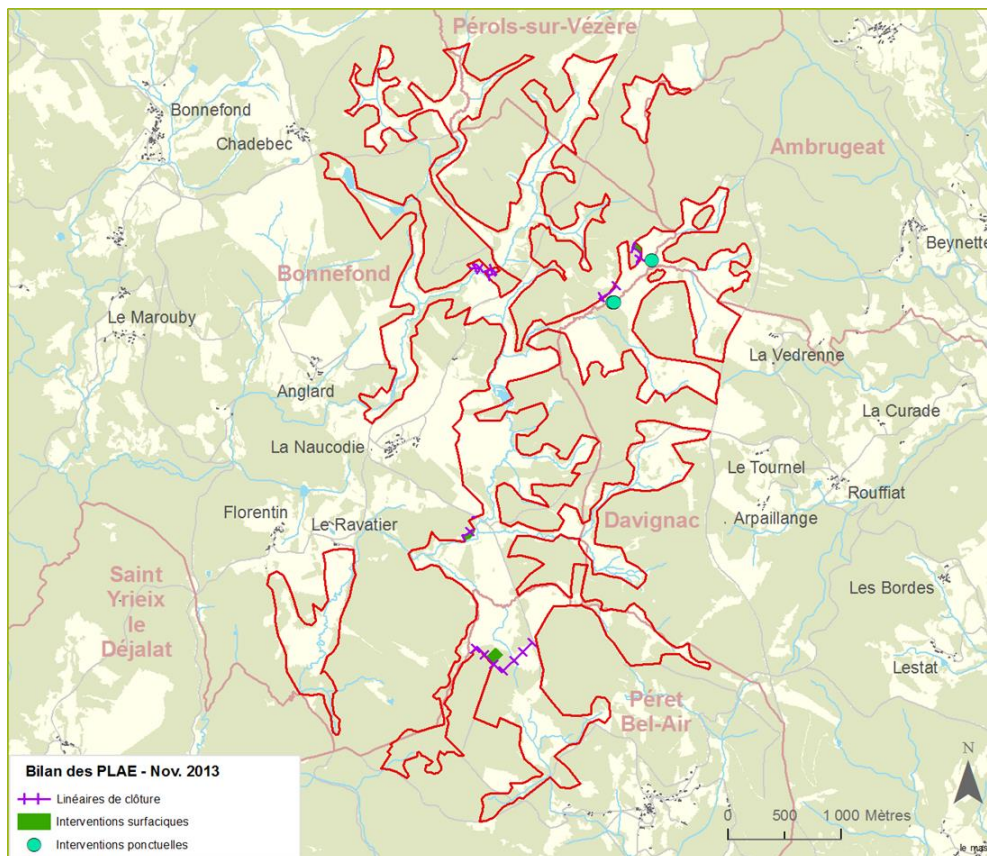 Pérols-sur-Vézère
Bonnefond
Chadebec
Ambrugeat
Beynette
Bonnefond
Le Marouby
La Vedrenne
Anglard
La Curade
La Naucodie
Le Tournel
Rouffiat
Florentin
Le Ravatier
Davignac
Arpaillange
Saint
Yrieix
le
Déjalat
Les Bordes
Lestat
Péret
Bel-Air
N
Bilan des PLAE - Nov. 2013
Linéaires de clôture
Interventions surfaciques
Interventions ponctuelles
0 500 1 000 Mètres
le mas